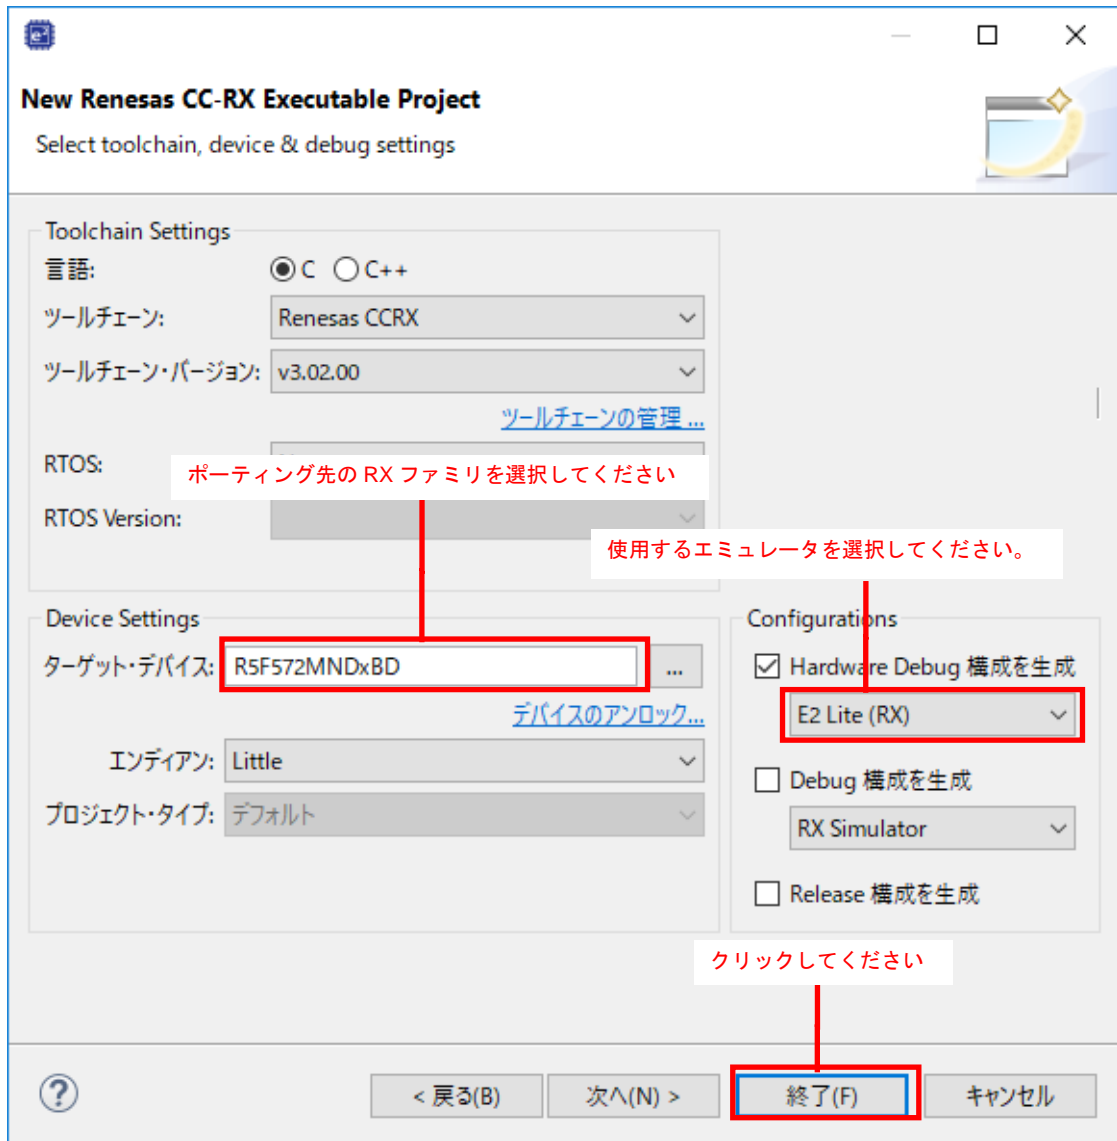 New Renesas CC-RX Executable Project
Select toolchain, device & debug settings
Toolchain Settings
言語: C C++
ツールチェーン: Renesas CCRX
ツールチェーン・バージョン: v3.02.00
ツールチェーンの管理 ...
RTOS:
ポーティング先の RX ファミリを選択してください
RTOS Version:
使用するエミュレータを選択してください。
Device Settings
ターゲット・デバイス: R5F572MNDxBD ...
デバイスのアンロック...
エンディアン: Little
プロジェクト・タイプ: デフォルト
Configurations
Hardware Debug 構成を生成
E2 Lite (RX)
Debug 構成を生成
RX Simulator
Release 構成を生成
クリックしてください
? < 戻る(B) 次へ(N) > 終了(F) キャンセル